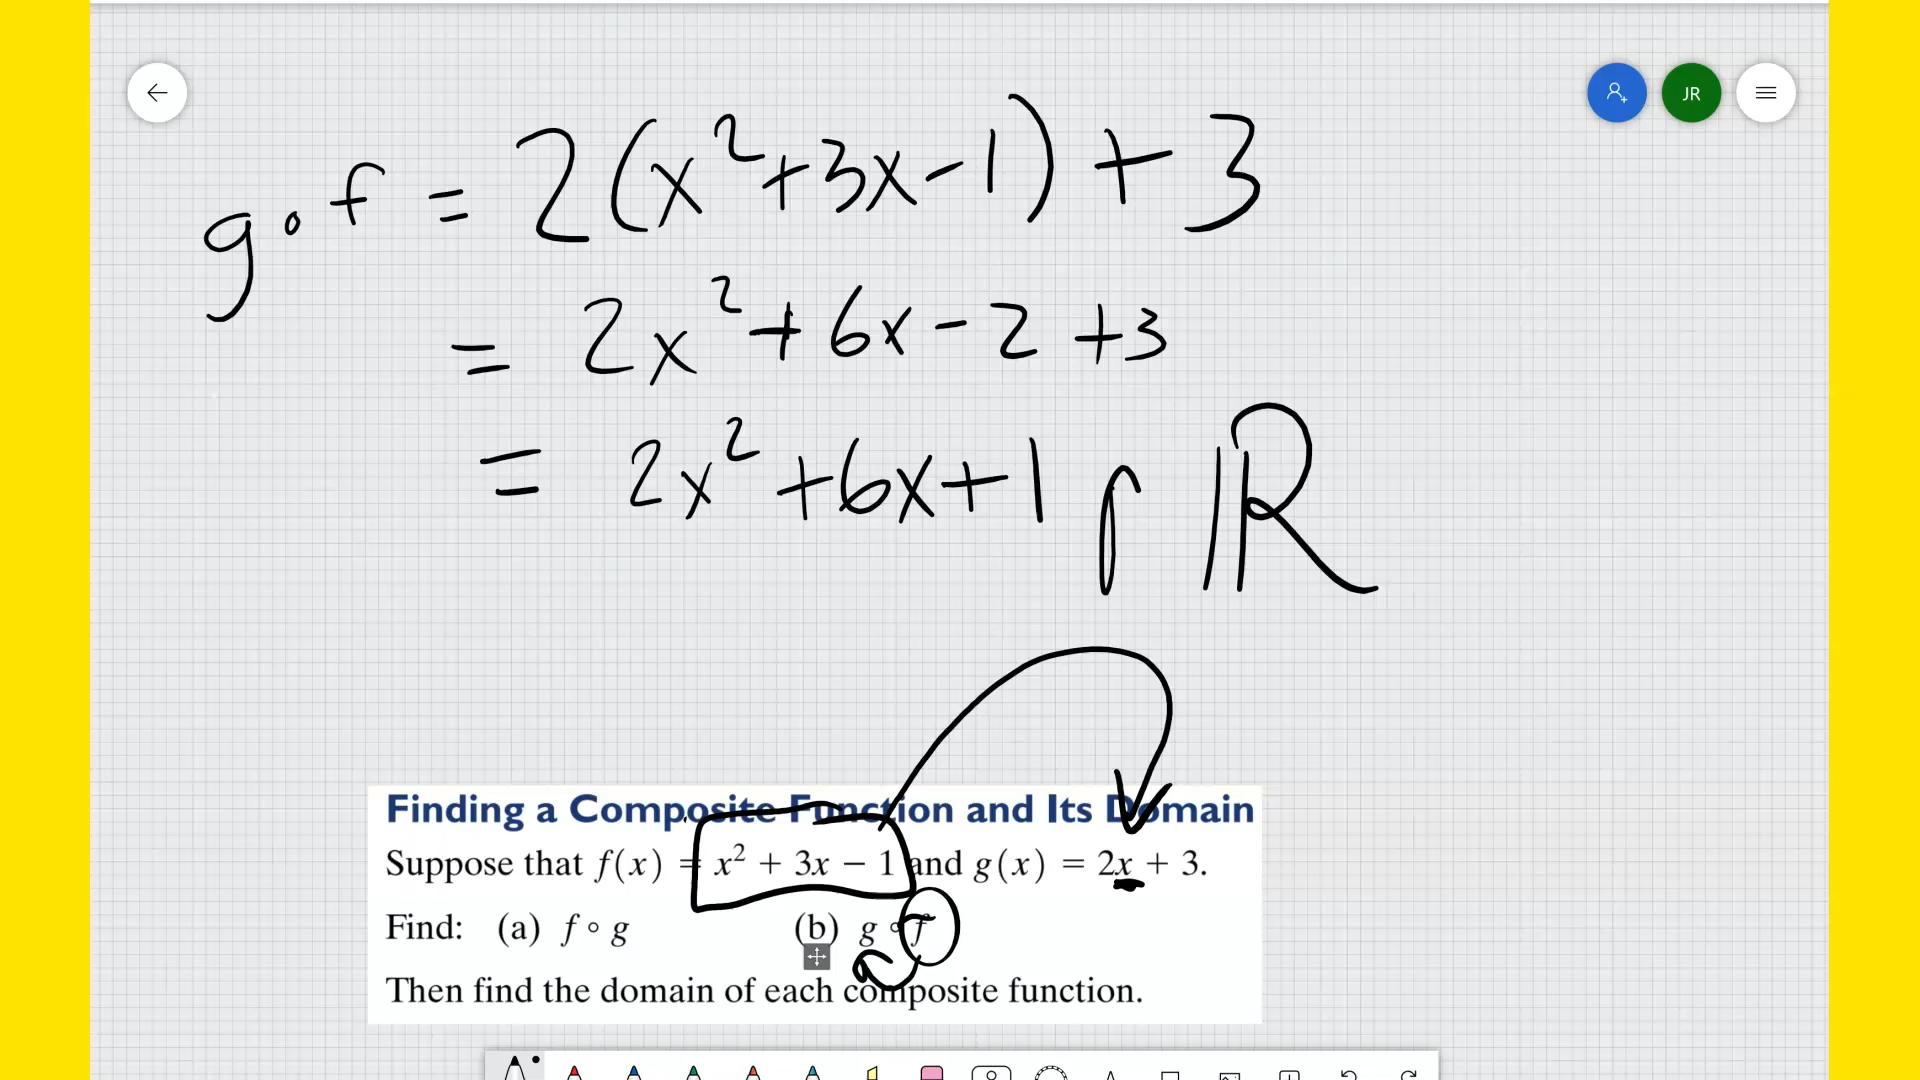 JR
g∘f = 2(x²+3x-1)+3
= 2x²+6x-2+3
= 2x²+6x+1 ℝ
Finding a Composite Function and Its Domain
Suppose that f(x) = x² + 3x − 1 and g(x) = 2x + 3.
Find: (a) f ∘ g (b) g ∘ f
Then find the domain of each composite function.